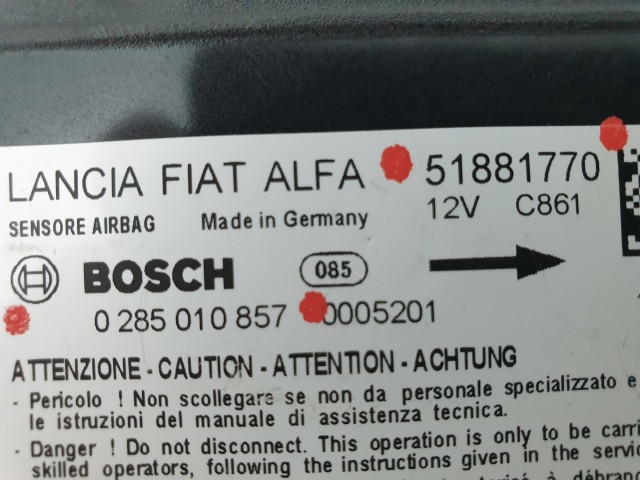 LANCIA FIAT ALFA 51881770
SENSORE AIRBAG Made in Germany 12V C861
BOSCH 085
0 285 010 857 0005201
ATTENZIONE - CAUTION - ATTENTION - ACHTUNG
- Pericolo ! Non scollegare se non da personale specializzato e
le istruzioni del manuale di assistenza tecnica.
- Danger ! Do not disconnect. This operation is only to be carri
skilled operators, following the instructions given in the servic